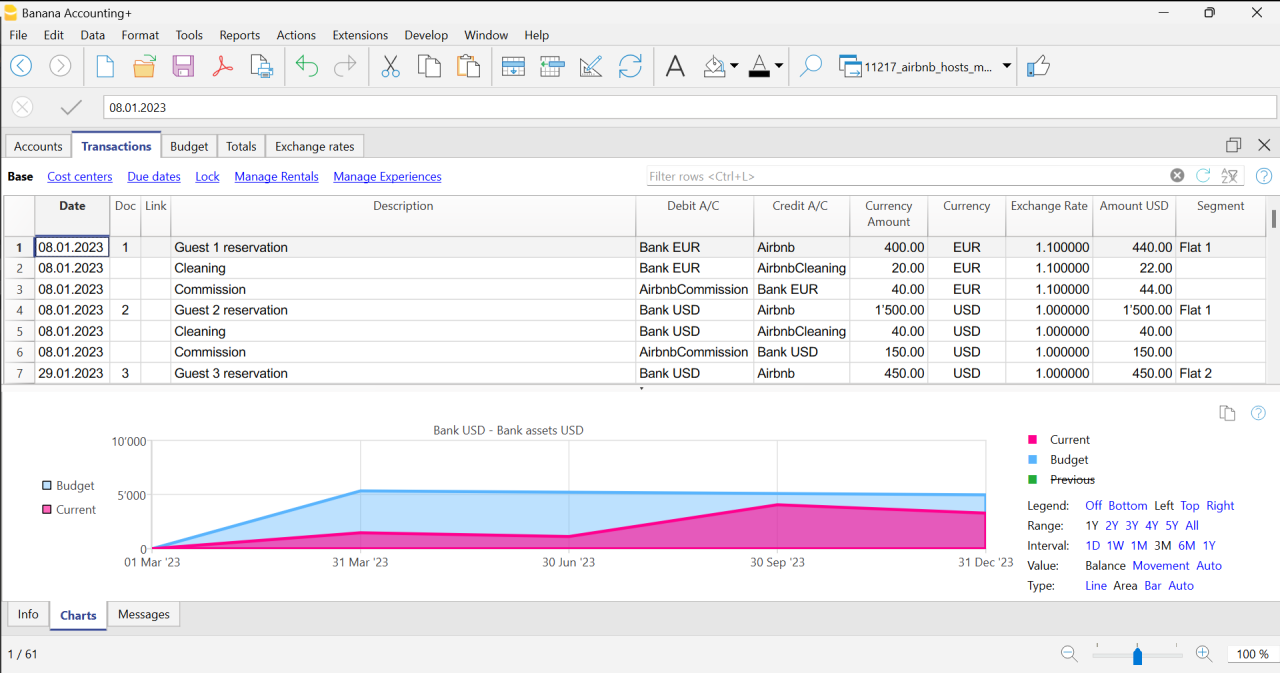 Banana Accounting+
File Edit Data Format Tools Reports Actions Extensions Develop Window Help
11217_airbnb_hosts_m...
08.01.2023
Accounts Transactions Budget Totals Exchange rates
Base Cost centers Due dates Lock Manage Rentals Manage Experiences Filter rows <Ctrl+L>
Date Doc Link Description Debit A/C Credit A/C Currency Amount Currency Exchange Rate Amount USD Segment
1 08.01.2023 1 Guest 1 reservation Bank EUR Airbnb 400.00 EUR 1.100000 440.00 Flat 1
2 08.01.2023 Cleaning Bank EUR AirbnbCleaning 20.00 EUR 1.100000 22.00
3 08.01.2023 Commission AirbnbCommission Bank EUR 40.00 EUR 1.100000 44.00
4 08.01.2023 2 Guest 2 reservation Bank USD Airbnb 1'500.00 USD 1.000000 1'500.00 Flat 1
5 08.01.2023 Cleaning Bank USD AirbnbCleaning 40.00 USD 1.000000 40.00
6 08.01.2023 Commission AirbnbCommission Bank USD 150.00 USD 1.000000 150.00
7 29.01.2023 3 Guest 3 reservation Bank USD Airbnb 450.00 USD 1.000000 450.00 Flat 2
Bank USD - Bank assets USD
10'000
5'000
0
01 Mar '23 31 Mar '23 30 Jun '23 30 Sep '23 31 Dec '23
Budget
Current
Current
Budget
Previous
Legend: Off Bottom Left Top Right
Range: 1Y 2Y 3Y 4Y 5Y All
Interval: 1D 1W 1M 3M 6M 1Y
Value: Balance Movement Auto
Type: Line Area Bar Auto
Info Charts Messages
1 / 61 100 %